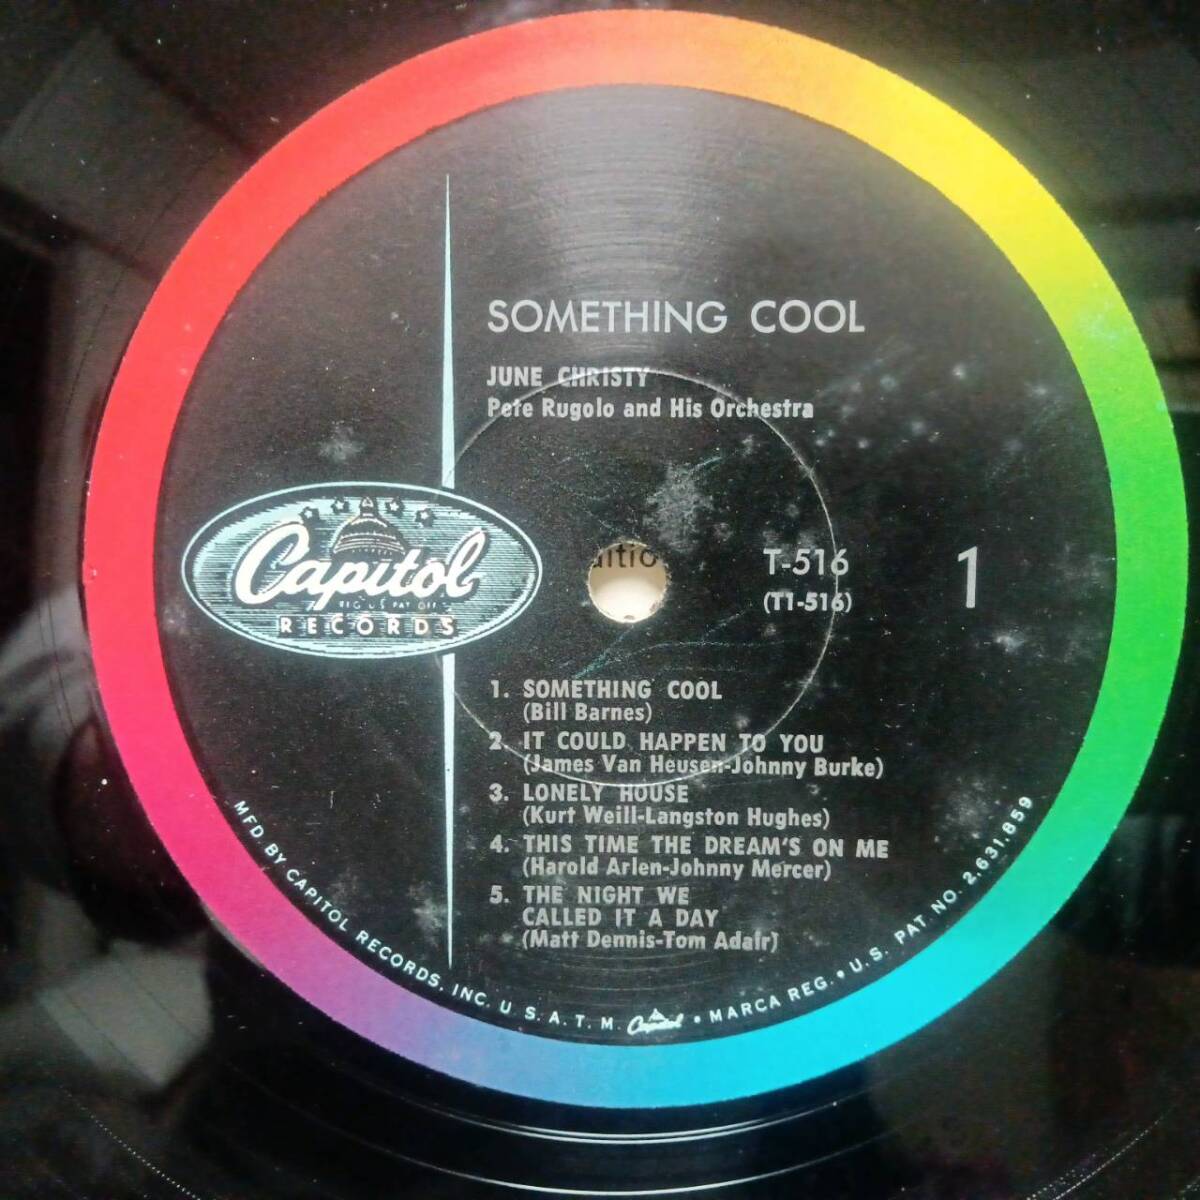 SOMETHING COOL
JUNE CHRISTY
Pete Rugolo and His Orchestra
Capitol
REG. U.S. PAT. OFF.
RECORDS
T-516
(T1-516)
1
1. SOMETHING COOL
(Bill Barnes)
2. IT COULD HAPPEN TO YOU
(James Van Heusen-Johnny Burke)
3. LONELY HOUSE
(Kurt Weill-Langston Hughes)
4. THIS TIME THE DREAM'S ON ME
(Harold Arlen-Johnny Mercer)
5. THE NIGHT WE
CALLED IT A DAY
(Matt Dennis-Tom Adair)
MFD. BY CAPITOL RECORDS, INC. U. S. A. T. M. Capitol • MARCA REG. • U.S. PAT. NO. 2,631,859